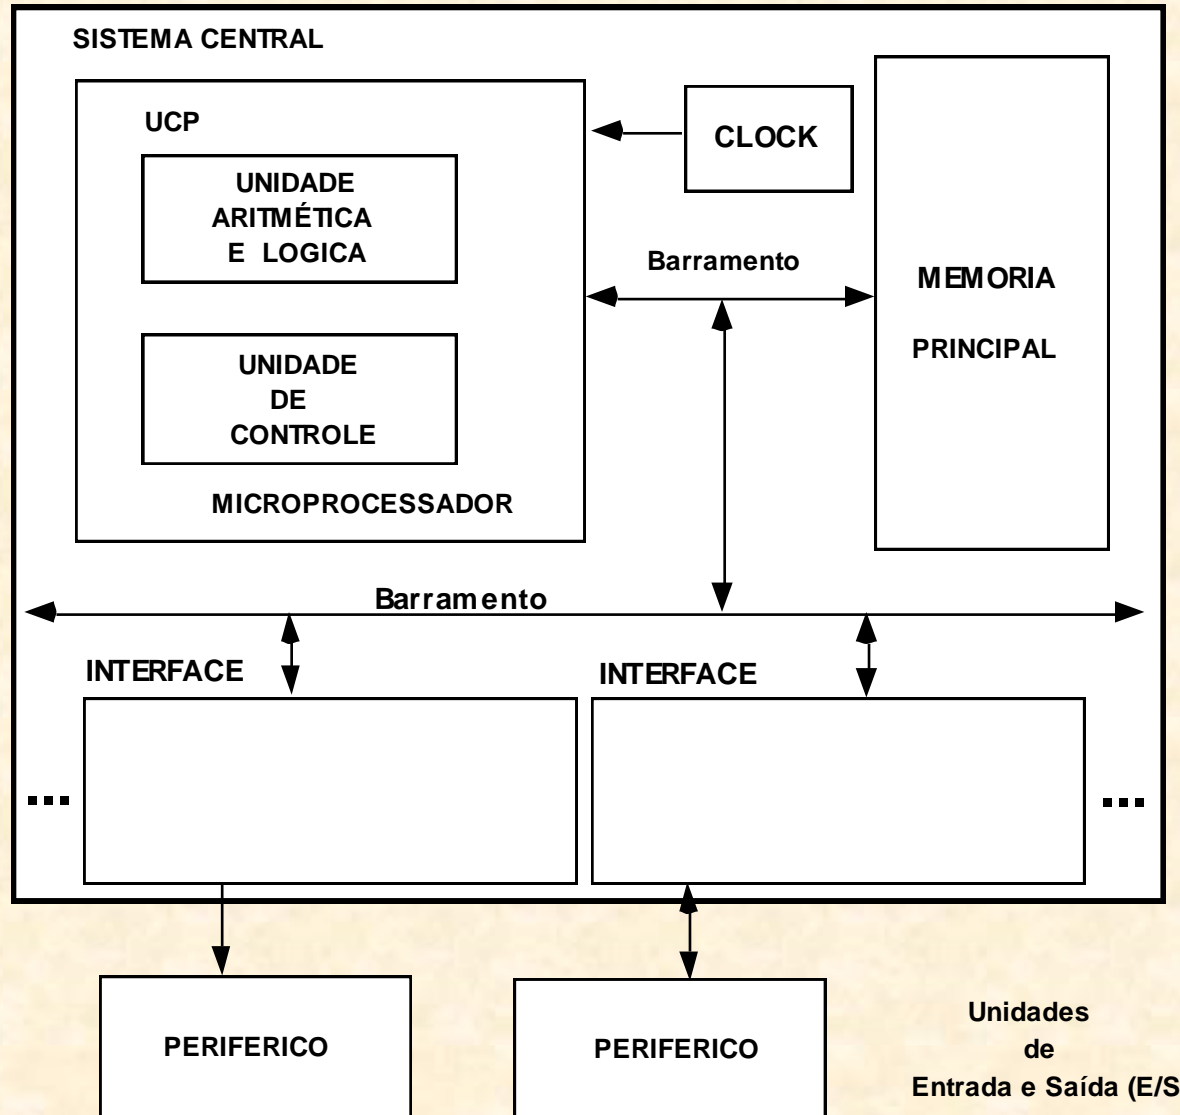 SISTEMA CENTRAL
UCP
UNIDADE
ARITMÉTICA
E LOGICA
UNIDADE
DE
CONTROLE
MICROPROCESSADOR
CLOCK
Barramento
MEMORIA
PRINCIPAL
Barramento
INTERFACE
INTERFACE
...
...
PERIFERICO
PERIFERICO
Unidades
de
Entrada e Saída (E/S